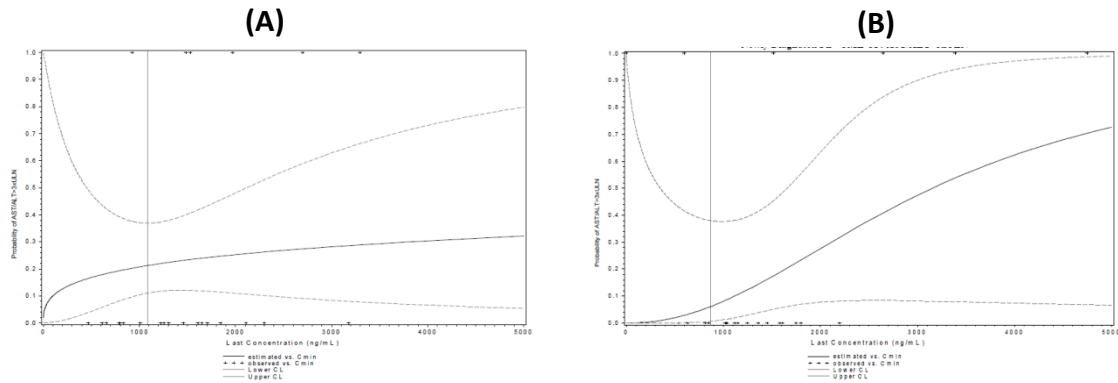 (A)
(B)
Probability of AST/ALT>3xULN
1.0
0.9
0.8
0.7
0.6
0.5
0.4
0.3
0.2
0.1
0.0
0 1000 2000 3000 4000 5000
Last Concentration (ng/mL)
estimated vs. Cmin
observed vs. Cmin
Lower CL
Upper CL
Probability of AST/ALT>3xULN
1.0
0.9
0.8
0.7
0.6
0.5
0.4
0.3
0.2
0.1
0.0
0 1000 2000 3000 4000 5000
Last Concentration (ng/mL)
estimated vs. Cmin
observed vs. Cmin
Lower CL
Upper CL